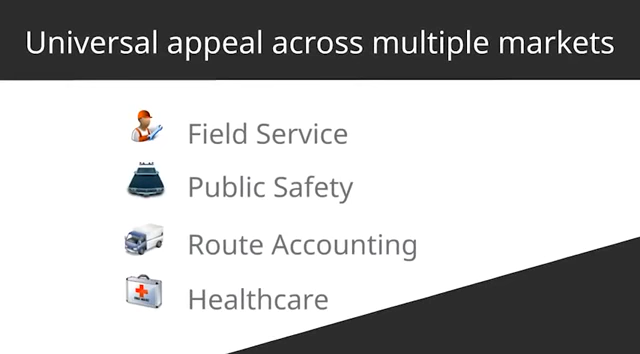 Universal appeal across multiple markets
Field Service
Public Safety
Route Accounting
Healthcare